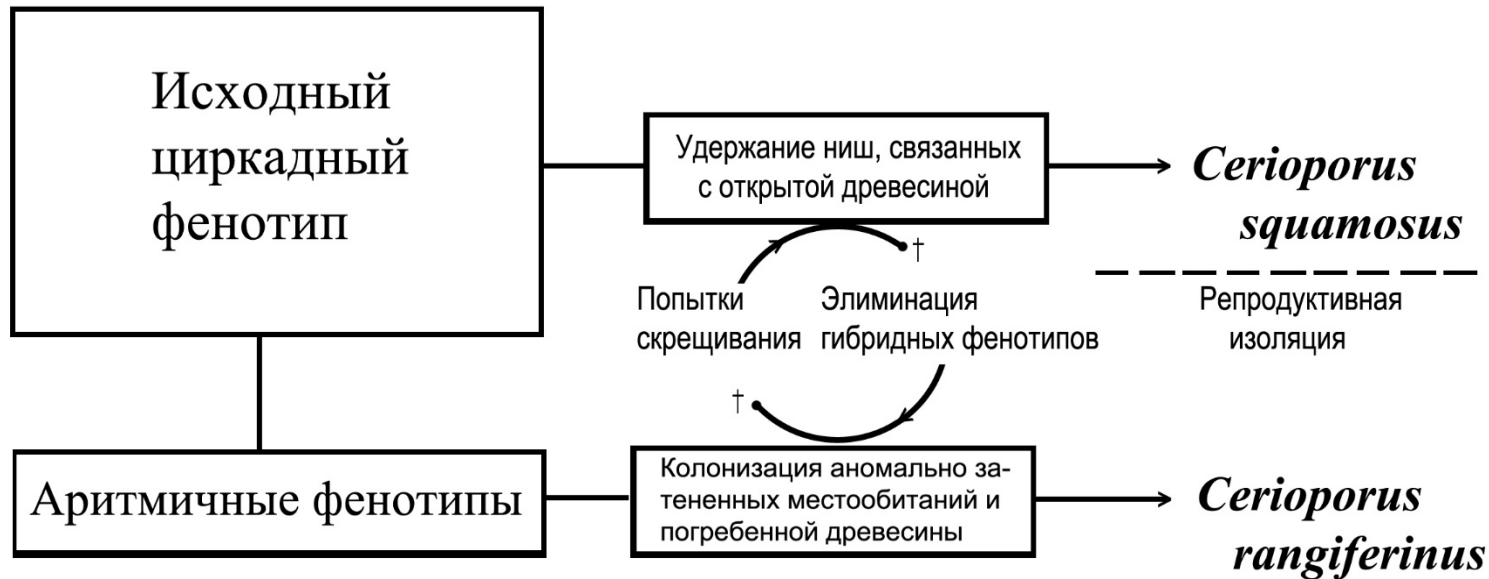 Исходный
циркадный
фенотип
Удержание ниш, связанных
с открытой древесиной
Cerioporus
squamosus
†
Попытки
скрещивания
Элиминация
гибридных фенотипов
Репродуктивная
изоляция
†
Аритмичные фенотипы
Колонизация аномально за-
тененных местообитаний и
погребенной древесины
Cerioporus
rangiferinus